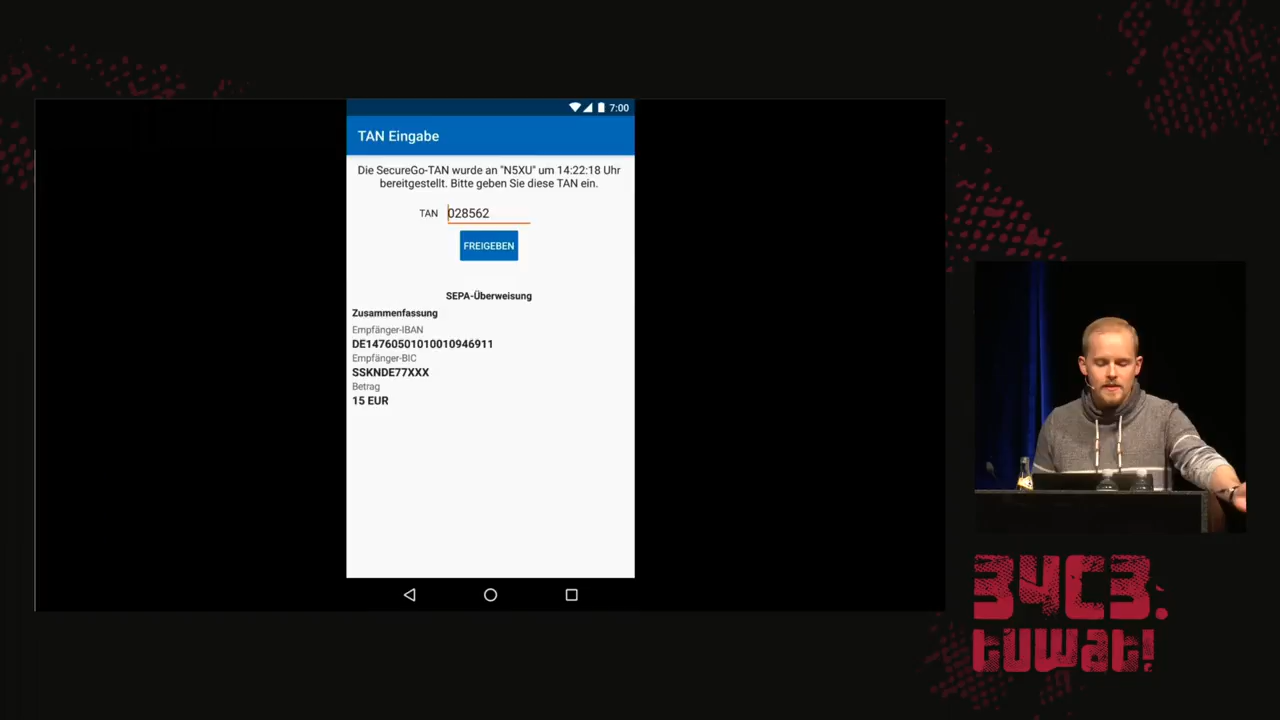 7:00
TAN Eingabe
Die SecureGo-TAN wurde an "N5XU" um 14:22:18 Uhr
bereitgestellt. Bitte geben Sie diese TAN ein.
TAN 028562
FREIGEBEN
SEPA-Überweisung
Zusammenfassung
Empfänger-IBAN
DE14760501010010946911
Empfänger-BIC
SSKNDE77XXX
Betrag
15 EUR
34C3.
tuwat!